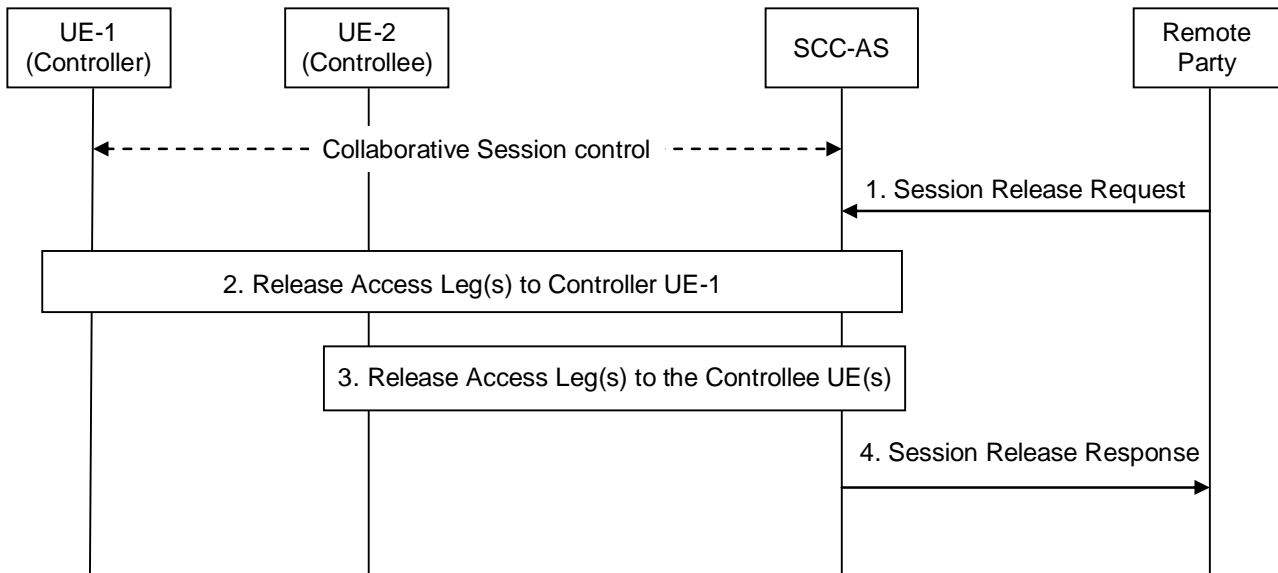 UE-1
(Controller)
UE-2
(Controllee)
SCC-AS
Remote
Party
Collaborative Session control
1. Session Release Request
2. Release Access Leg(s) to Controller UE-1
3. Release Access Leg(s) to the Controllee UE(s)
4. Session Release Response